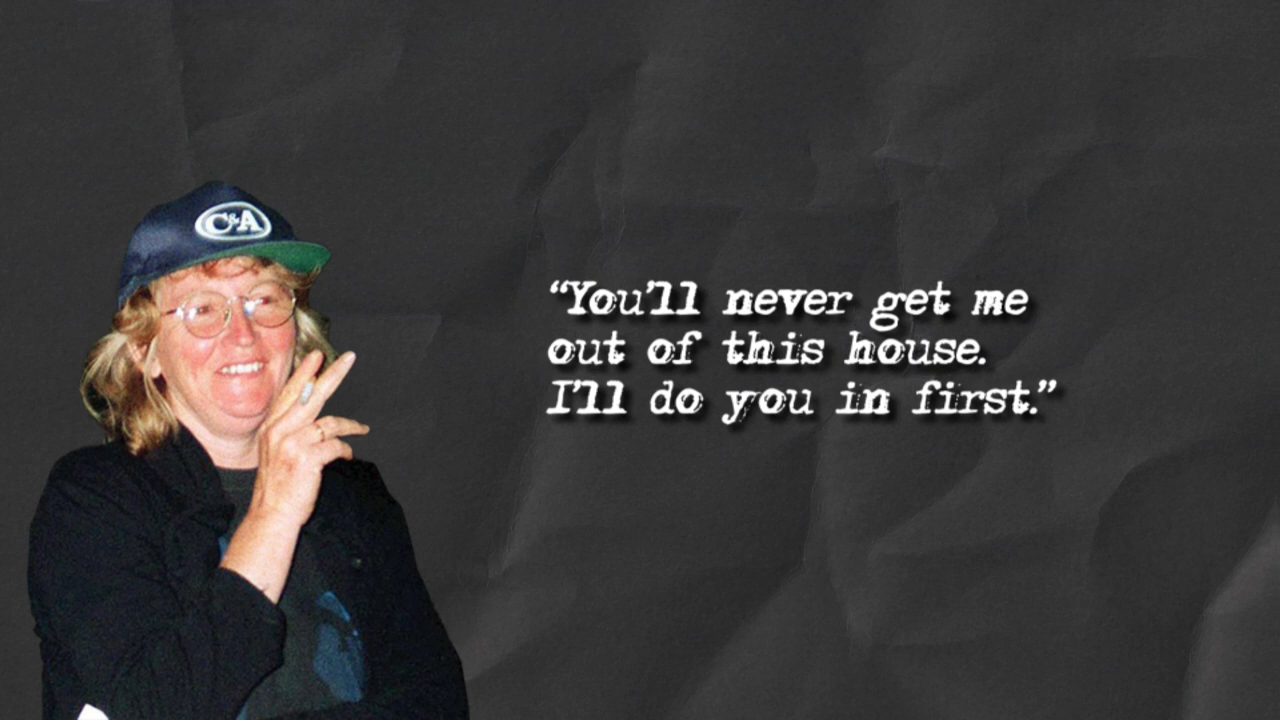 C&A
“You’ll never get me
out of this house.
I’ll do you in first.”